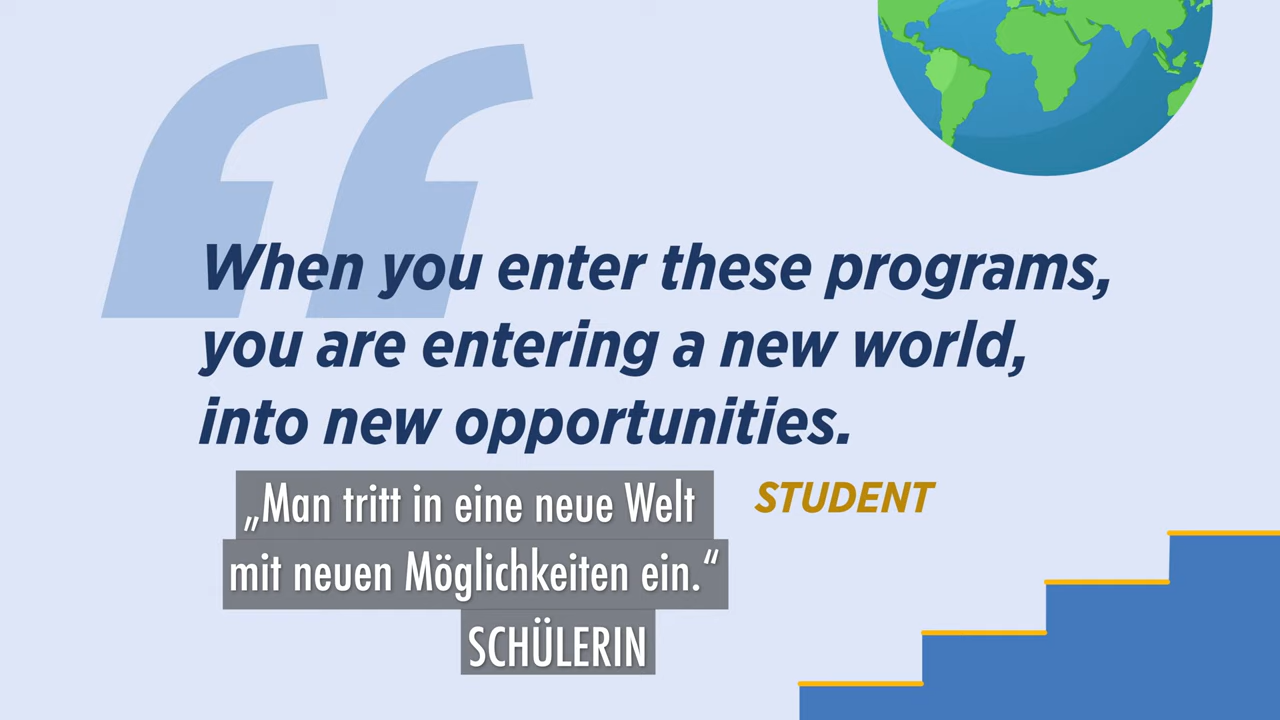 When you enter these programs,
you are entering a new world,
into new opportunities.
STUDENT
„Man tritt in eine neue Welt
mit neuen Möglichkeiten ein.“
SCHÜLERIN